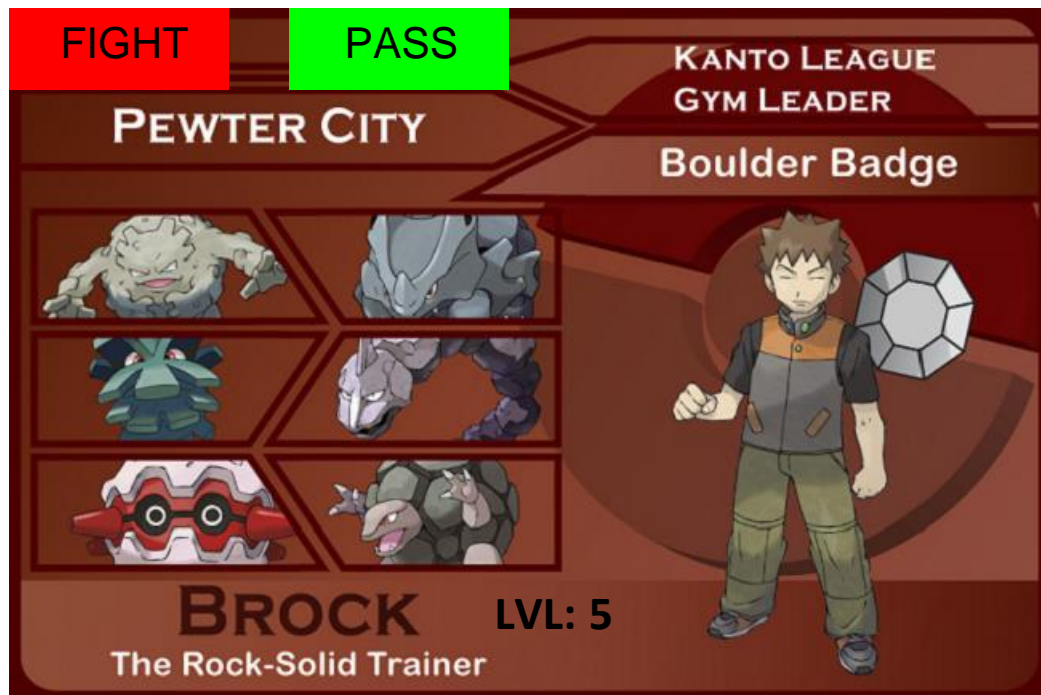 FIGHT
PASS
KANTO LEAGUE
GYM LEADER
PEWTER CITY
Boulder Badge
BROCK
LVL: 5
The Rock-Solid Trainer